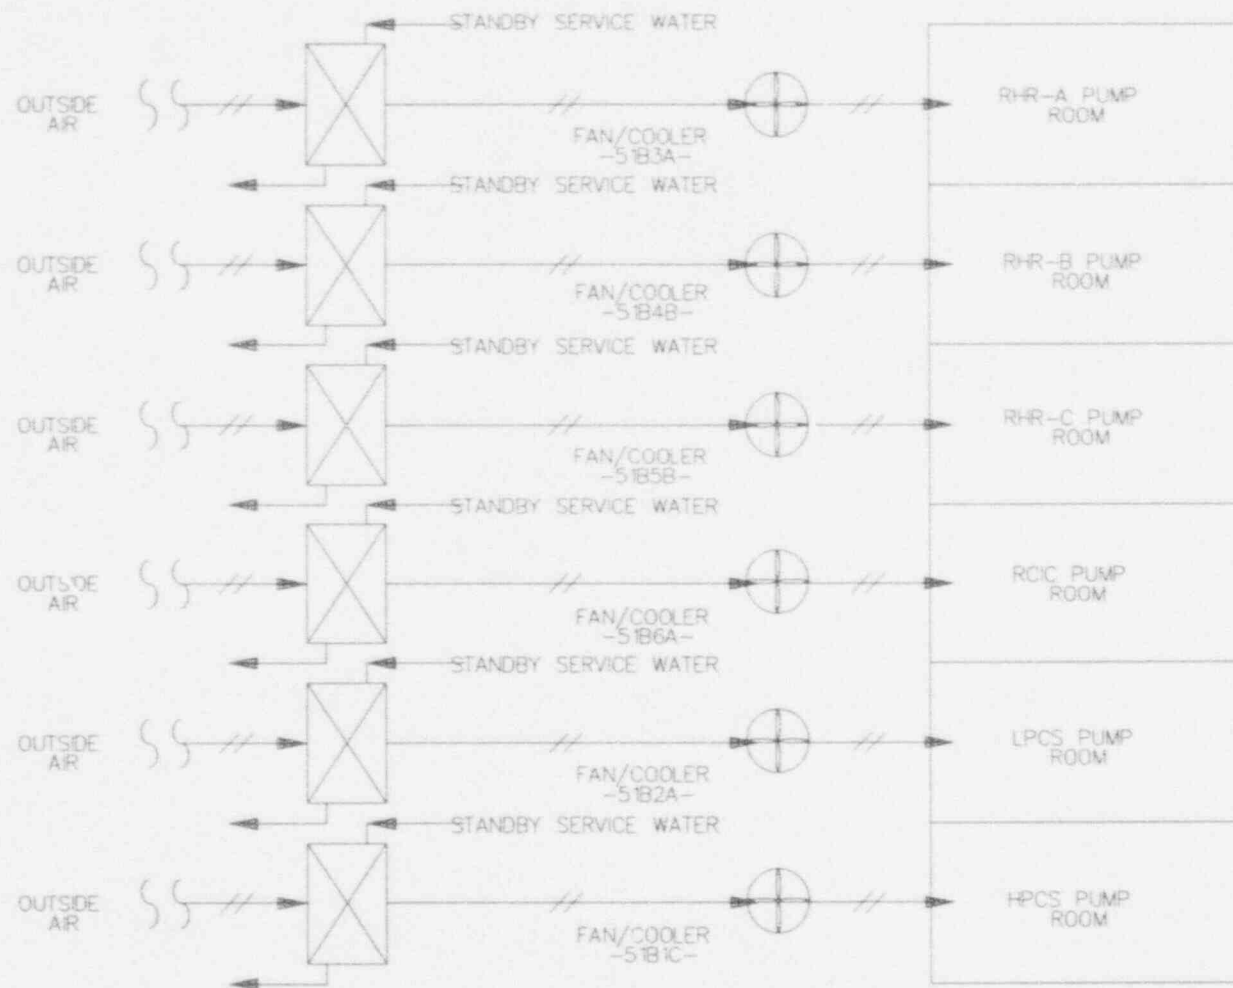 STANDBY SERVICE WATER
OUTSIDE
AIR
FAN/COOLER
-51B3A-
RHR-A PUMP
ROOM
STANDBY SERVICE WATER
OUTSIDE
AIR
FAN/COOLER
-51B4B-
RHR-B PUMP
ROOM
STANDBY SERVICE WATER
OUTSIDE
AIR
FAN/COOLER
-51B5B-
RHR-C PUMP
ROOM
STANDBY SERVICE WATER
OUTSIDE
AIR
FAN/COOLER
-51B6A-
RCIC PUMP
ROOM
STANDBY SERVICE WATER
OUTSIDE
AIR
FAN/COOLER
-51B2A-
LPCS PUMP
ROOM
STANDBY SERVICE WATER
OUTSIDE
AIR
FAN/COOLER
-51B1C-
HPCS PUMP
ROOM